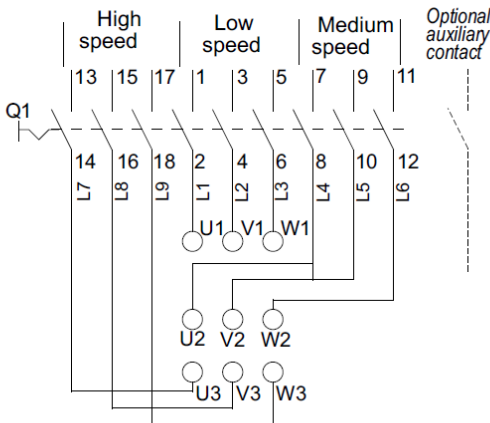 High speed
Low speed
Medium speed
Optional auxiliary contact
13 15 17 1 3 5 7 9 11
Q1
14 16 18 2 4 6 8 10 12
L7 L8 L9 L1 L2 L3 L4 L5 L6
U1 V1 W1
U2 V2 W2
U3 V3 W3